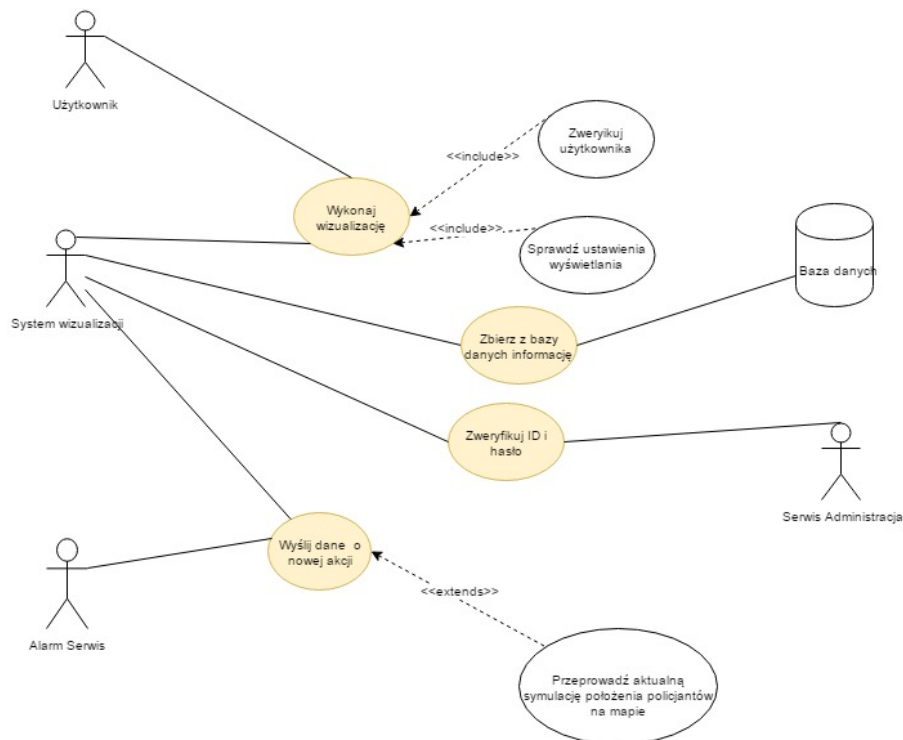 Użytkownik
Zweryikuj
użytkownika
<<include>>
Wykonaj
wizualizację
<<include>>
Sprawdź ustawienia
wyświetlania
Baza danych
System wizualizacji
Zbierz z bazy
danych informację
Zweryfikuj ID i
hasło
Serwis Administracja
Wyślij dane o
nowej akcji
<<extends>>
Alarm Serwis
Przeprowadź aktualną
symulację położenia policjantów
na mapie